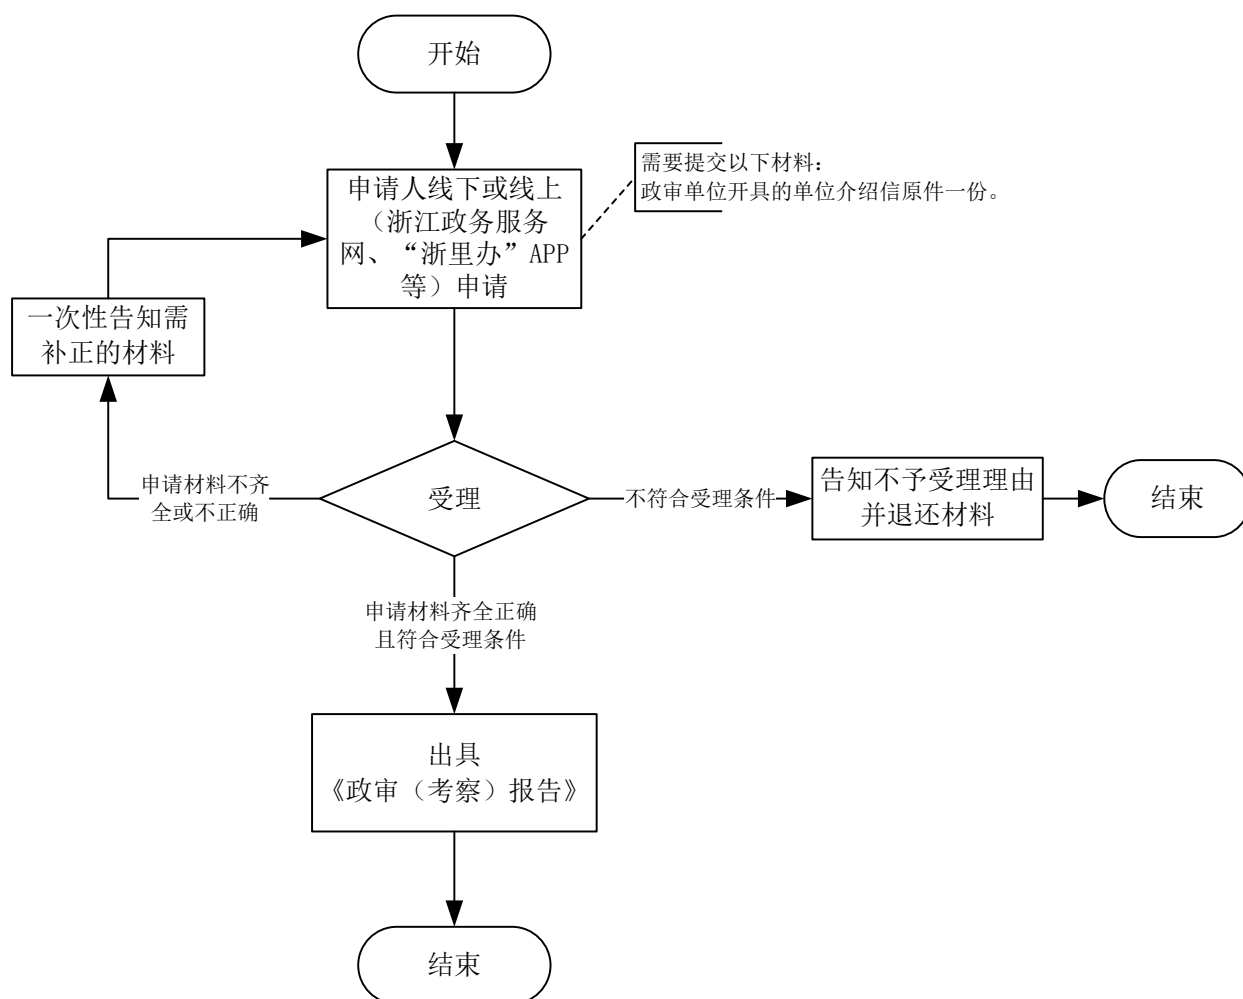 开始
需要提交以下材料：
政审单位开具的单位介绍信原件一份。
申请人线下或线上
（浙江政务服务
网、“浙里办”APP
等）申请
一次性告知需
补正的材料
申请材料不齐
全或不正确
受理
不符合受理条件
告知不予受理理由
并退还材料
结束
申请材料齐全正确
且符合受理条件
出具
《政审（考察）报告》
结束